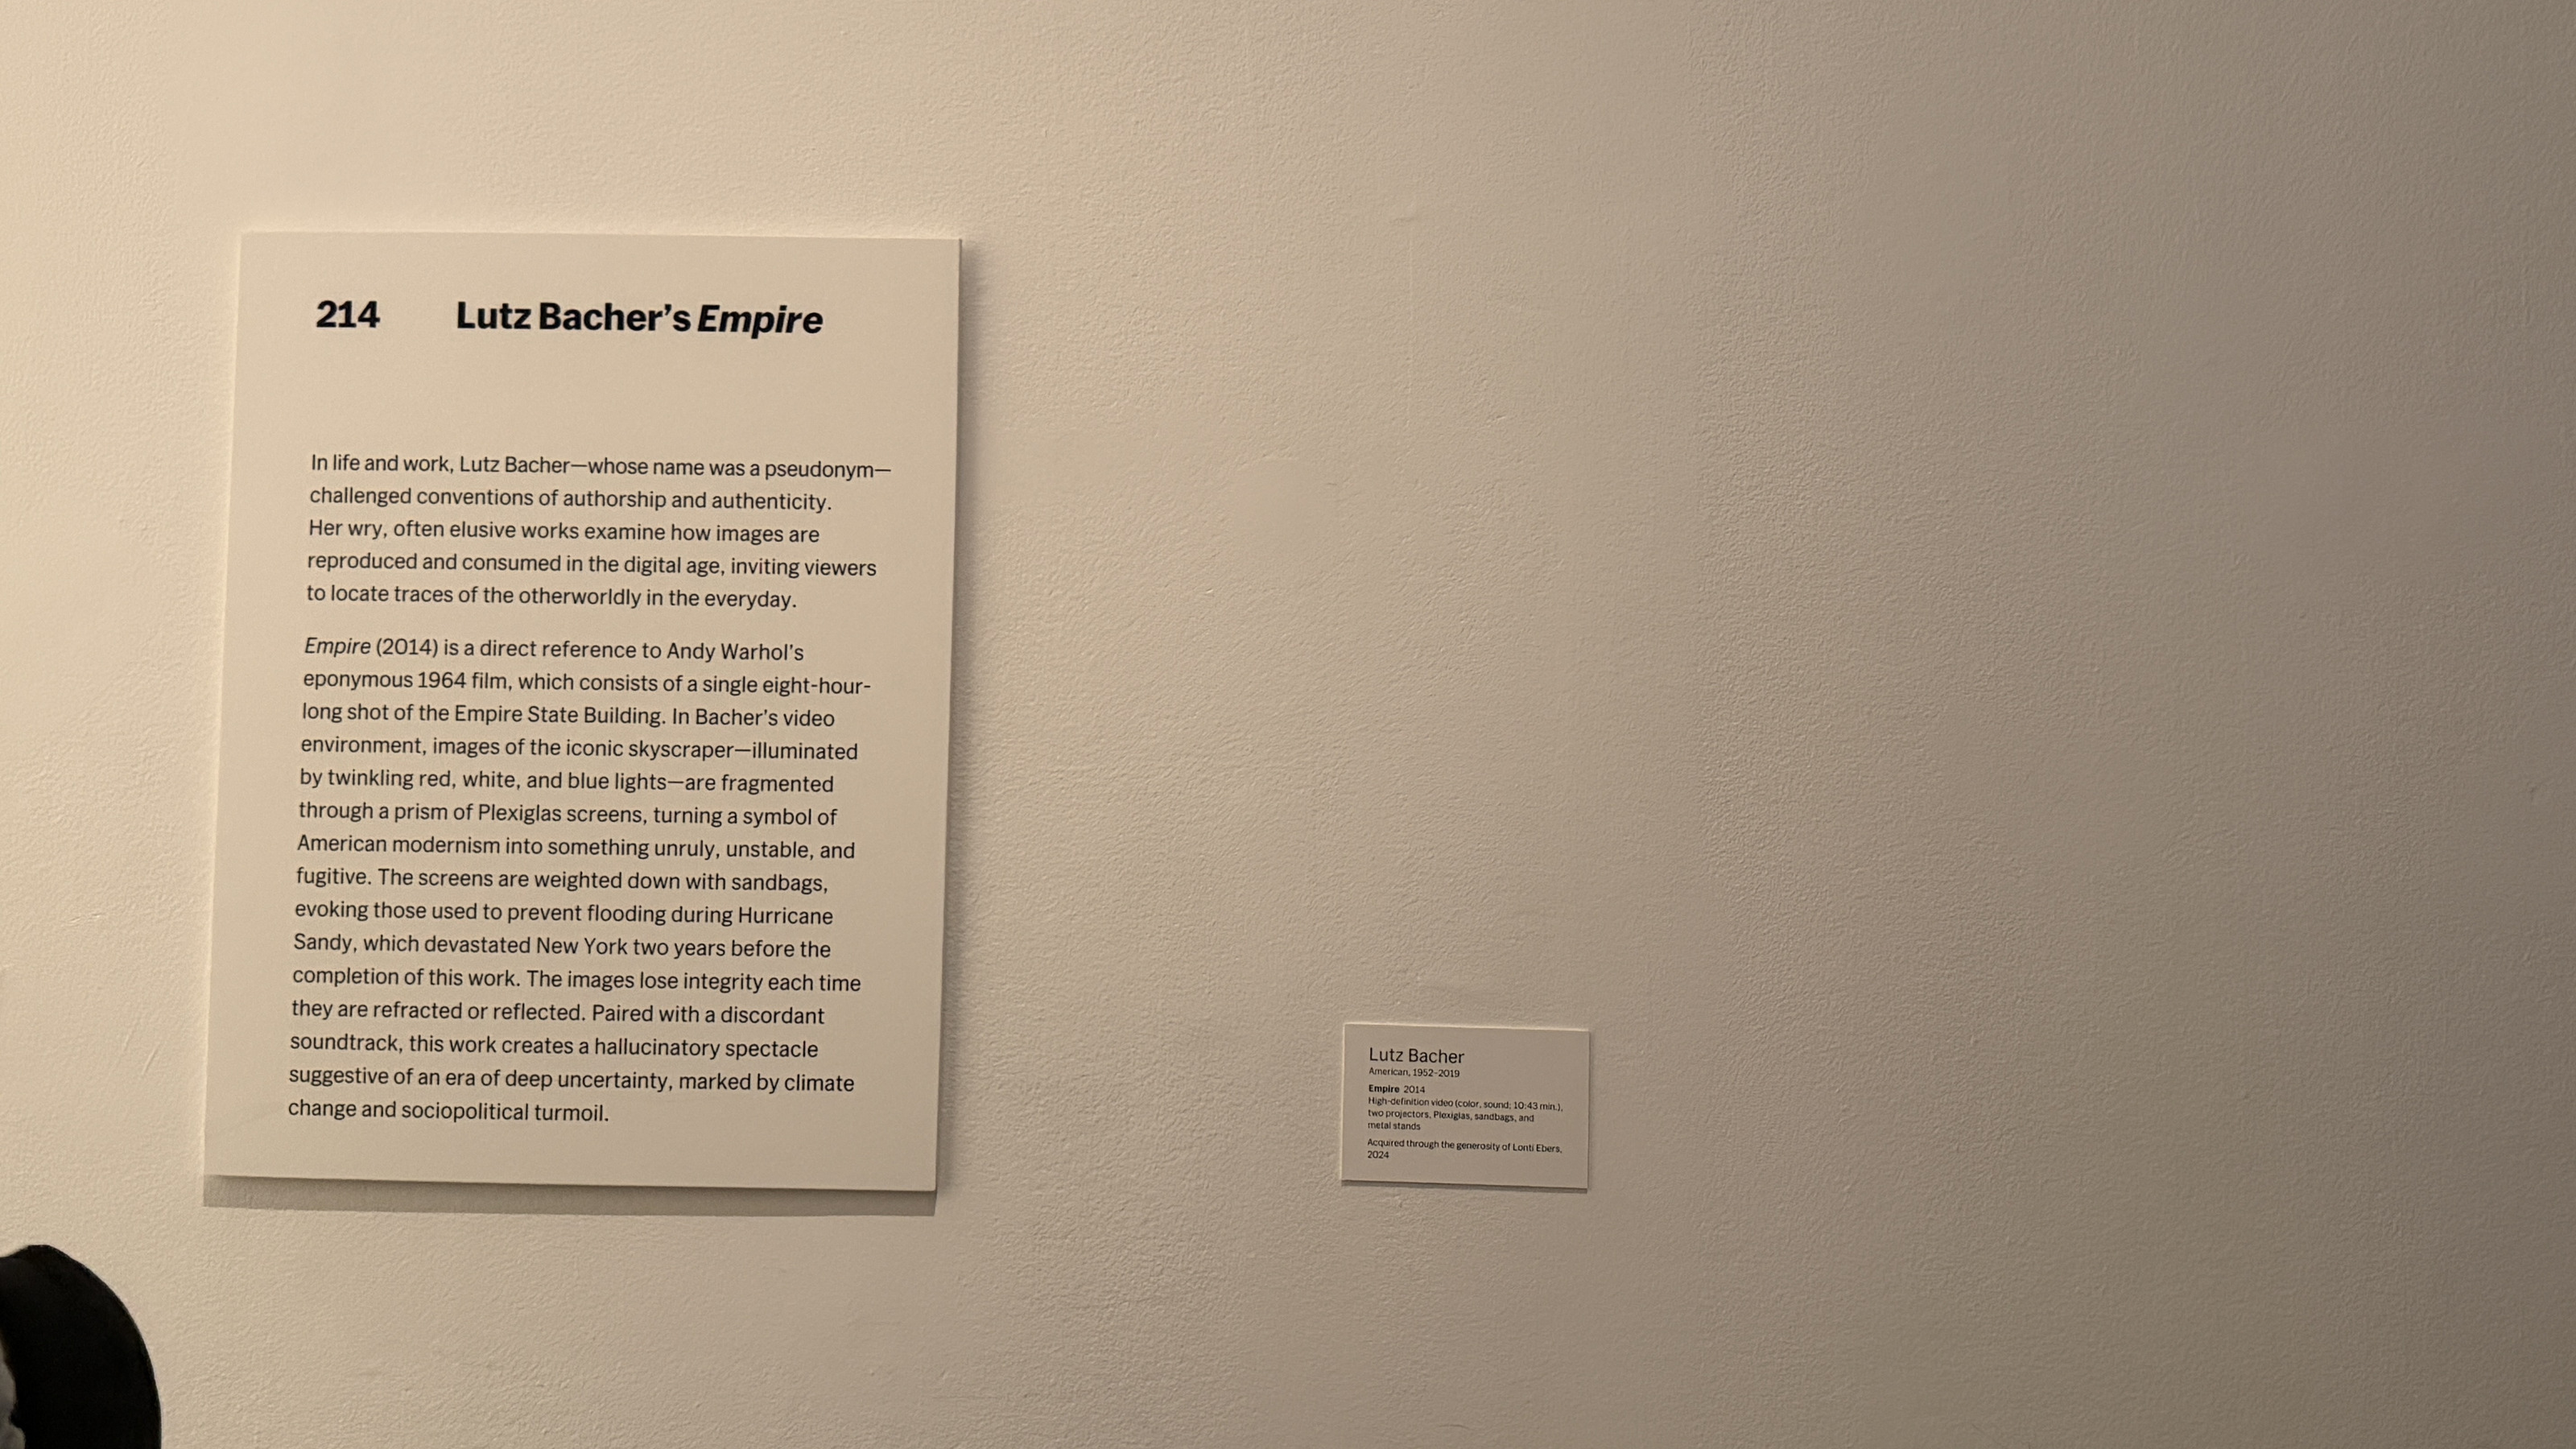 214 Lutz Bacher's Empire
In life and work, Lutz Bacher—whose name was a pseudonym—
challenged conventions of authorship and authenticity.
Her wry, often elusive works examine how images are
reproduced and consumed in the digital age, inviting viewers
to locate traces of the otherworldly in the everyday.
Empire (2014) is a direct reference to Andy Warhol's
eponymous 1964 film, which consists of a single eight-hour-
long shot of the Empire State Building. In Bacher's video
environment, images of the iconic skyscraper—illuminated
by twinkling red, white, and blue lights—are fragmented
through a prism of Plexiglas screens, turning a symbol of
American modernism into something unruly, unstable, and
fugitive. The screens are weighted down with sandbags,
evoking those used to prevent flooding during Hurricane
Sandy, which devastated New York two years before the
completion of this work. The images lose integrity each time
they are refracted or reflected. Paired with a discordant
soundtrack, this work creates a hallucinatory spectacle
suggestive of an era of deep uncertainty, marked by climate
change and sociopolitical turmoil.
Lutz Bacher
American, 1952–2019
Empire 2014
High-definition video (color, sound; 10:43 min.),
two projectors, Plexiglas, sandbags, and
metal stands
Acquired through the generosity of Lonti Ebers,
2024